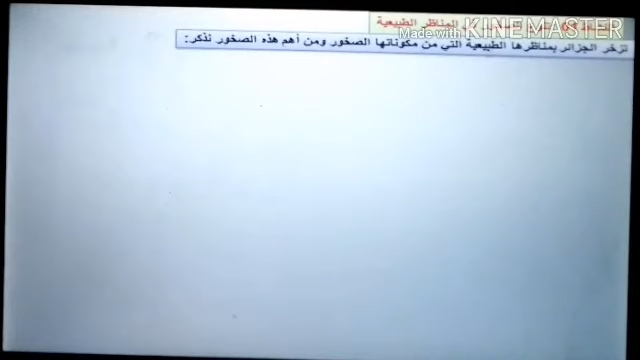 المناظر الطبيعية
Made with KINEMASTER
تزخر الجزائر بمناظرها الطبيعية التي من مكوناتها الصخور ومن أهم هذه الصخور نذكر: